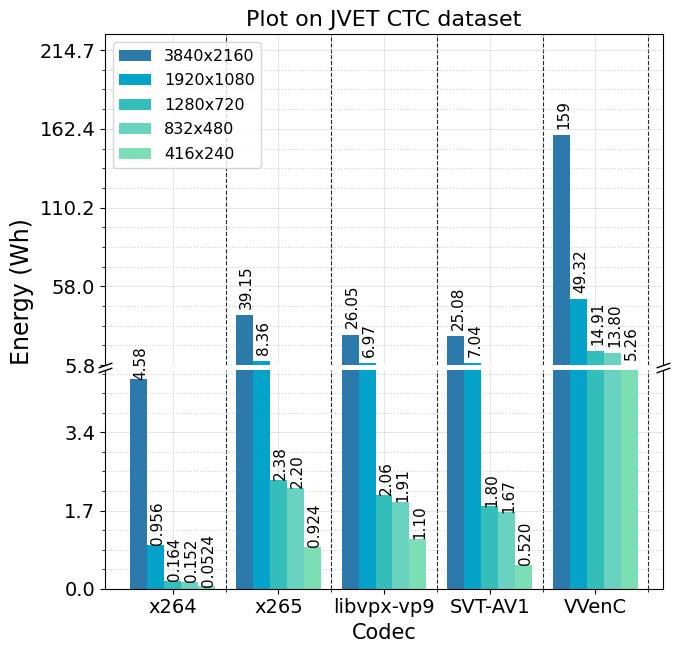 Plot on JVET CTC dataset
3840x2160
1920x1080
1280x720
832x480
416x240
Energy (Wh)
214.7
162.4
110.2
58.0
5.8
3.4
1.7
0.0
4.58
0.956
0.164
0.152
0.0524
39.15
8.36
2.38
2.20
0.924
26.05
6.97
2.06
1.91
1.10
25.08
7.04
1.80
1.67
0.520
159
49.32
14.91
13.80
5.26
x264
x265
libvpx-vp9
SVT-AV1
VVenC
Codec